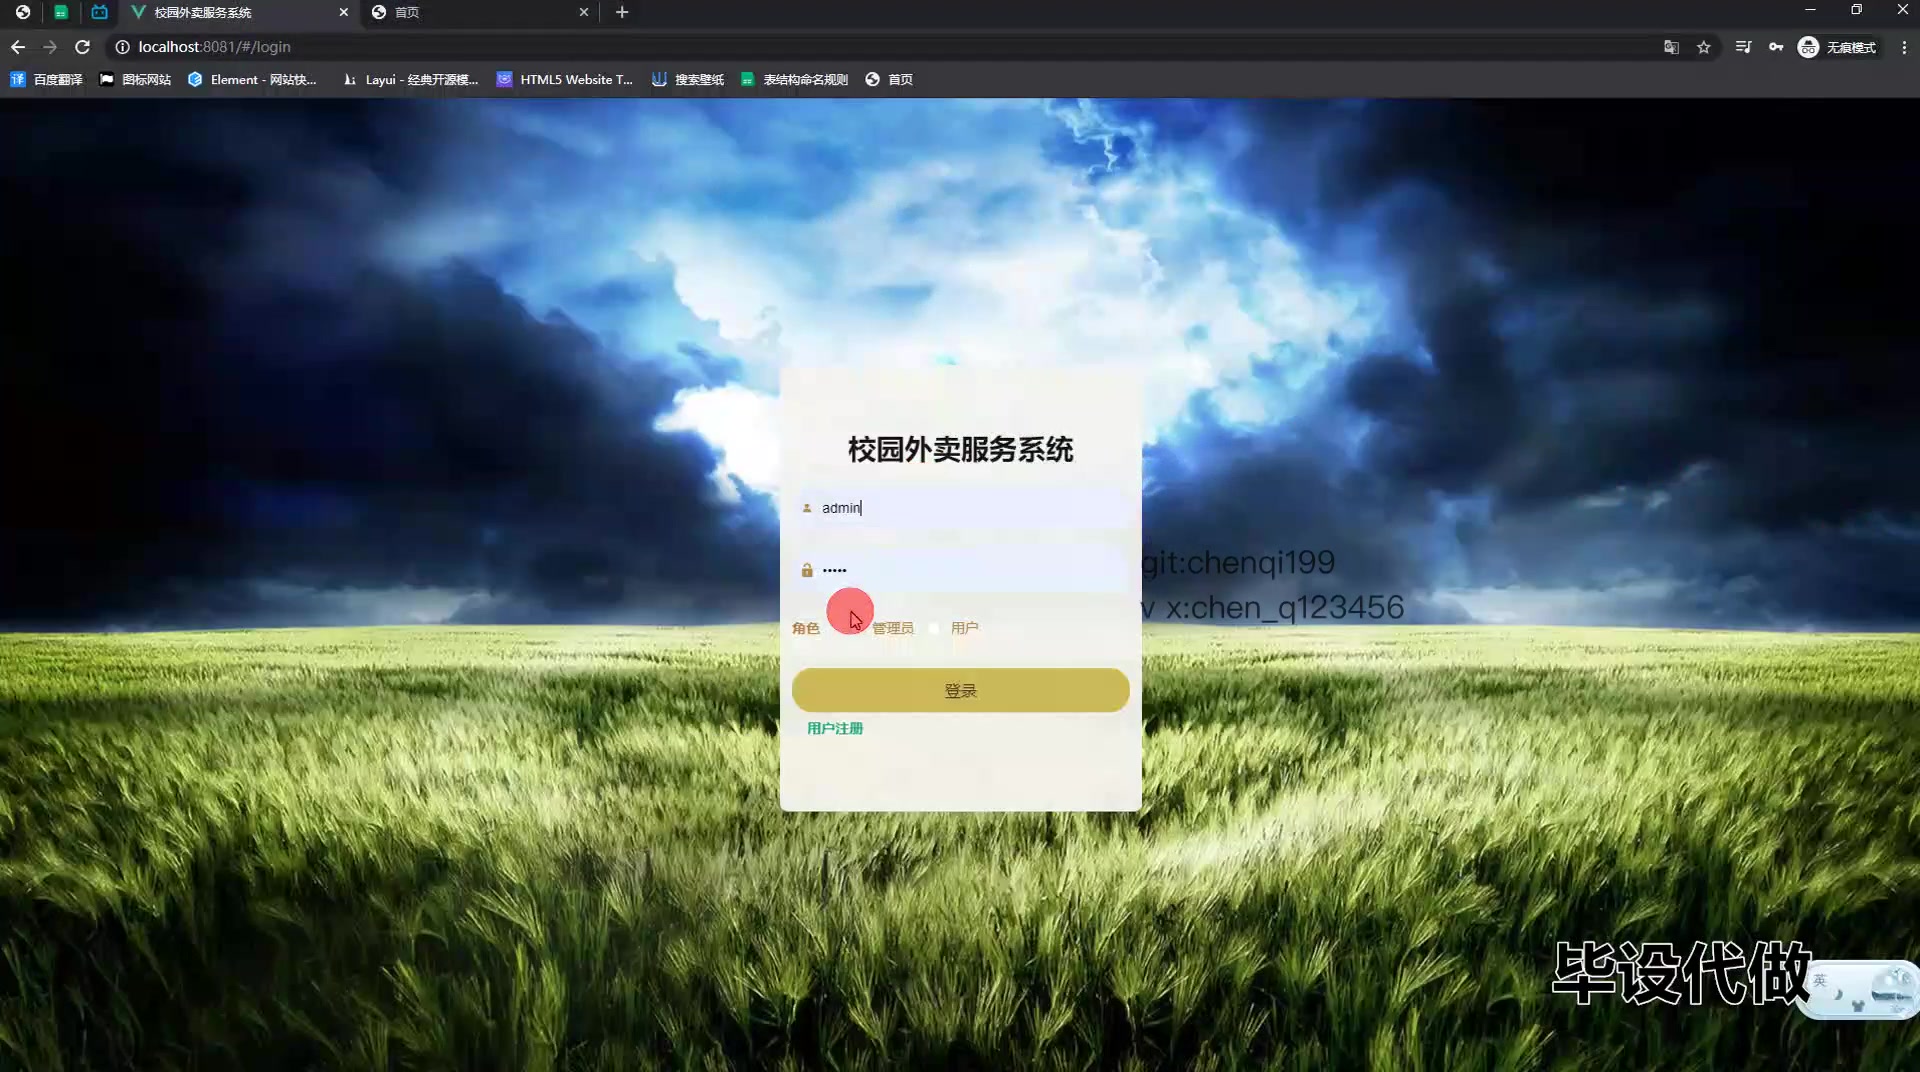 校园外卖服务系统
首页
localhost:8081/#/login
无痕模式
百度翻译
图标网站
Element - 网站快...
Layui - 经典开源模...
HTML5 Website T...
搜索壁纸
表结构命名规则
首页
校园外卖服务系统
admin
角色
管理员
用户
登录
用户注册
git:chenqi199
v x:chen_q123456
毕设代做
英